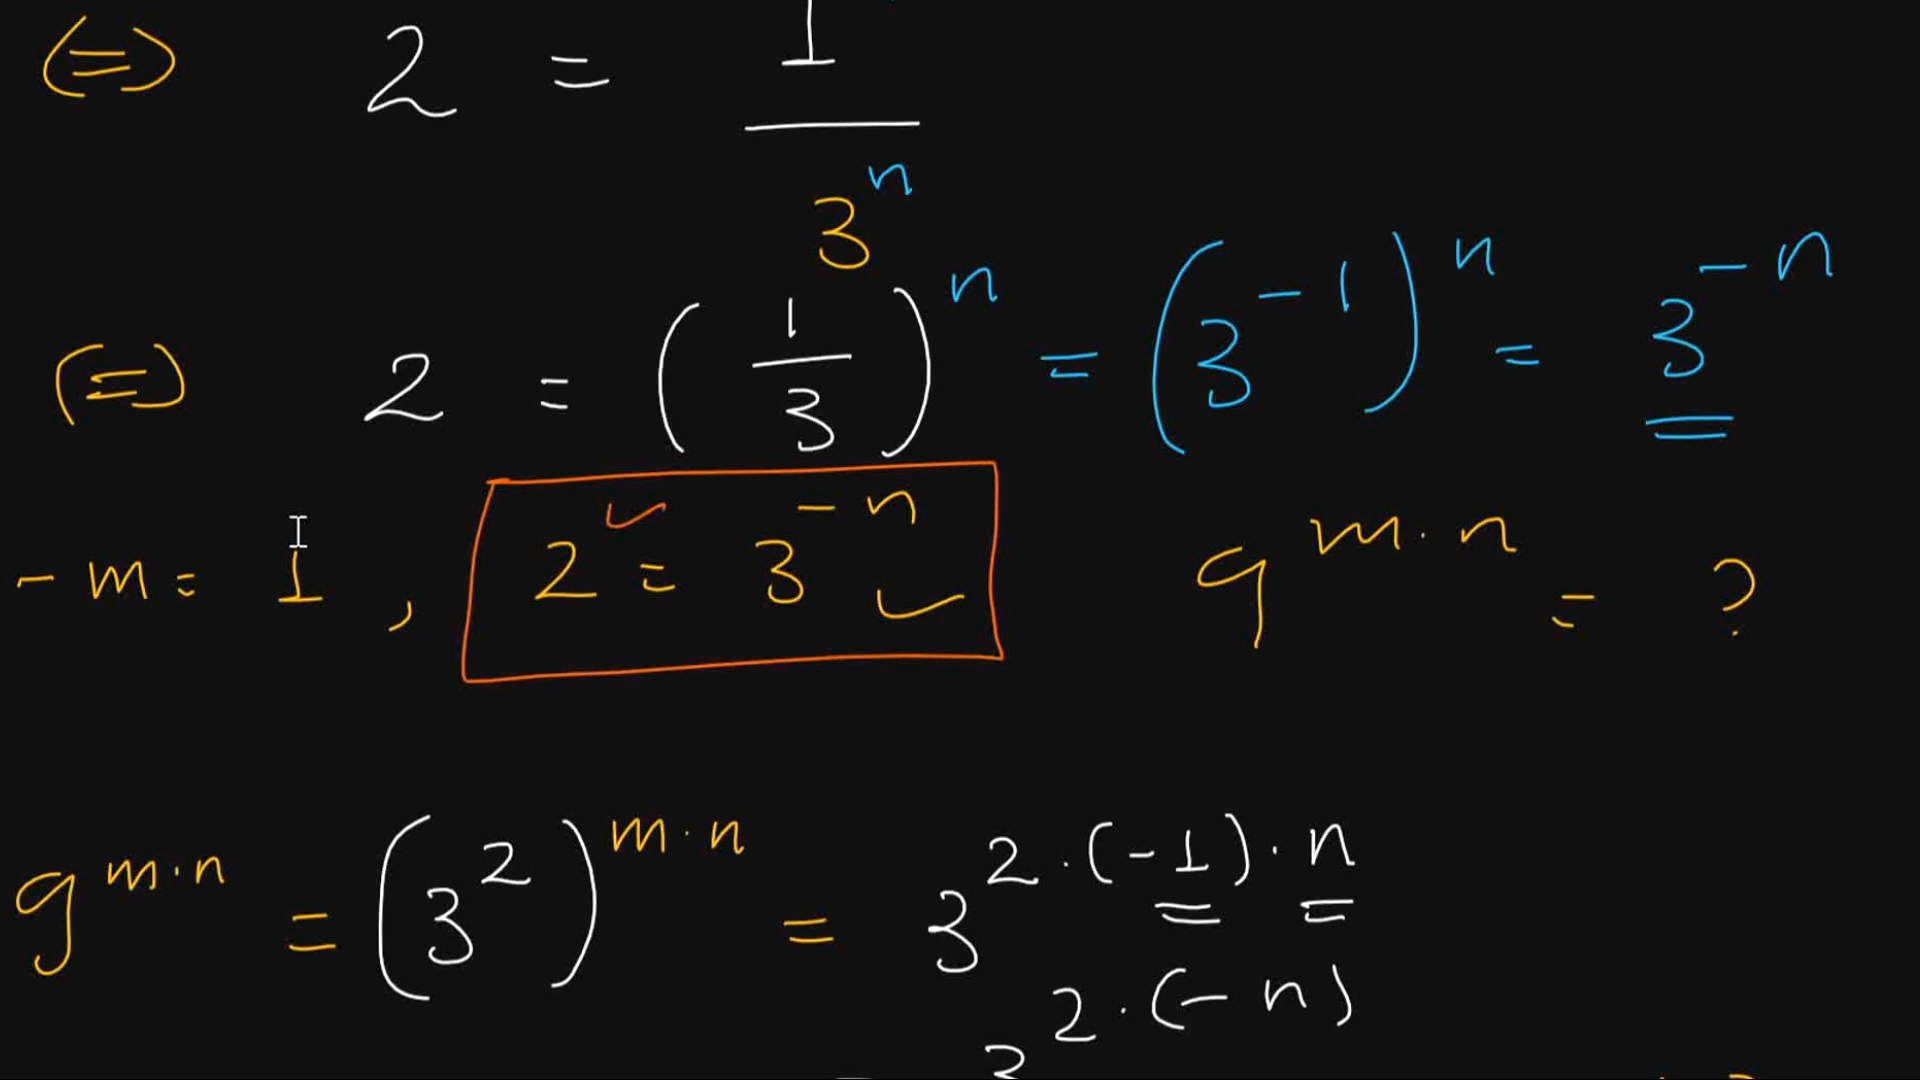 (=) 2 = 1 / 3^n
(=) 2 = (1/3)^n = (3^-1)^n = 3^-n
-m = 1, 2 = 3^-n 9^m·n = ?
9^m·n = (3^2)^m·n = 3^2·(-1)·n
3^2·(-n)